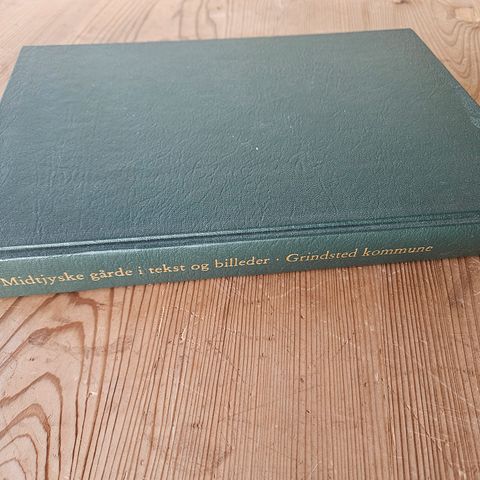 Midtjyske gårde i tekst og billeder · Grindsted kommune